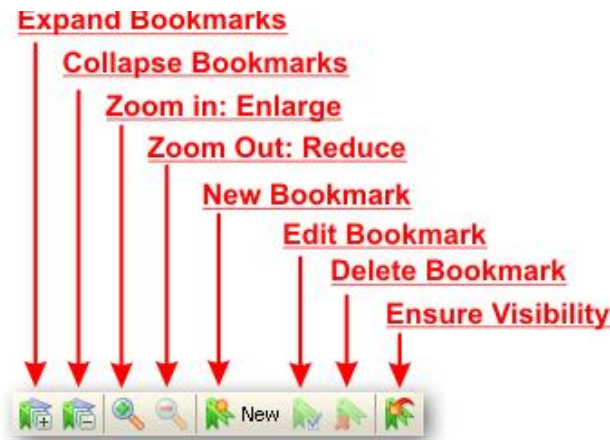 Expand Bookmarks
Collapse Bookmarks
Zoom in: Enlarge
Zoom Out: Reduce
New Bookmark
Edit Bookmark
Delete Bookmark
Ensure Visibility
New